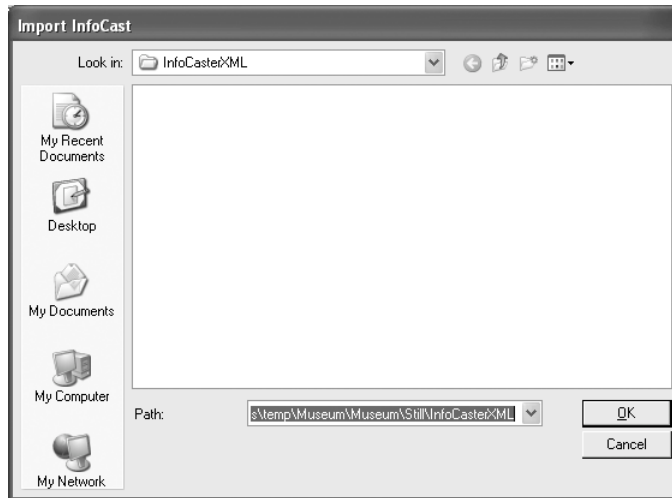 Import InfoCast
Look in:
InfoCasterXML
My Recent
Documents
Desktop
My Documents
My Computer
My Network
Path:
s\temp\Museum\Museum\Still\InfoCasterXML
OK
Cancel